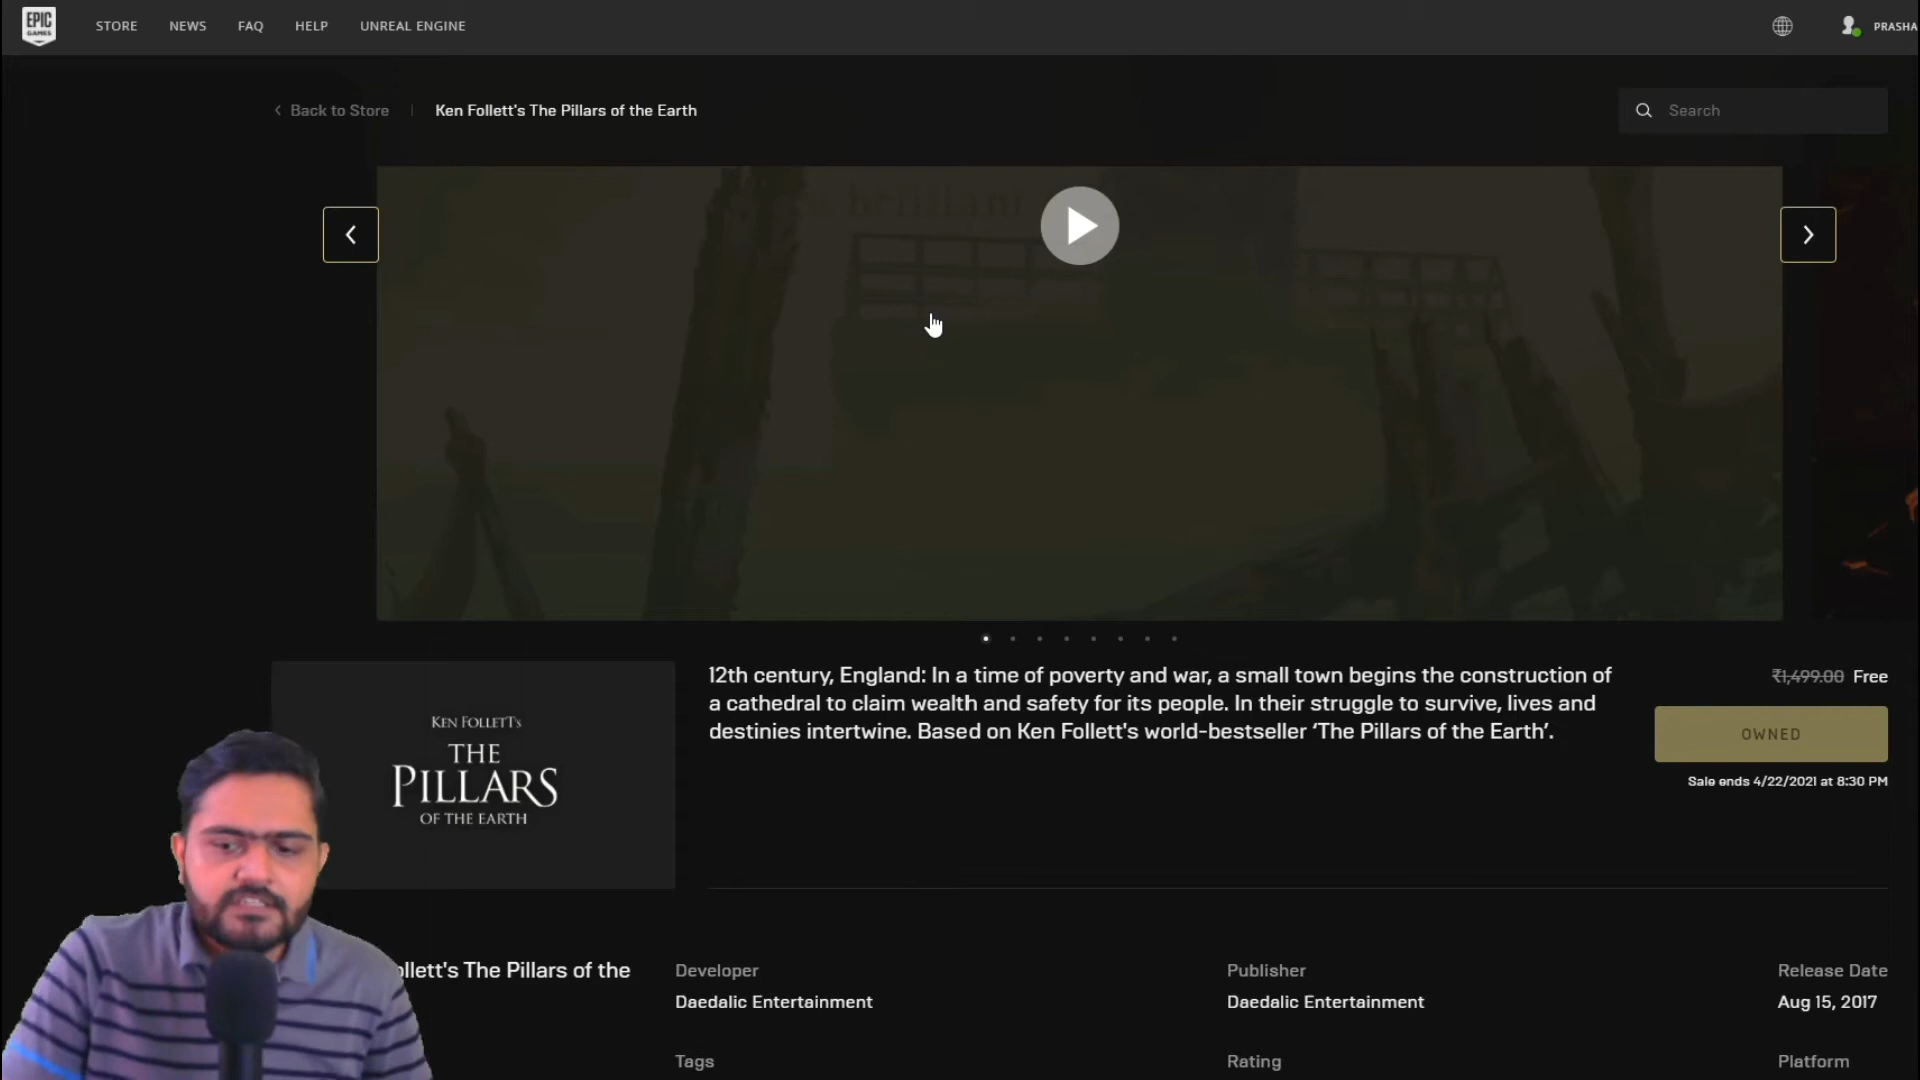 EPIC
GAMES
STORE
NEWS
FAQ
HELP
UNREAL ENGINE
PRASHA
Back to Store
Ken Follett's The Pillars of the Earth
Search
a brilliant
12th century, England: In a time of poverty and war, a small town begins the construction of
a cathedral to claim wealth and safety for its people. In their struggle to survive, lives and
destinies intertwine. Based on Ken Follett's world-bestseller ‘The Pillars of the Earth’.
₹1,499.00 Free
OWNED
Sale ends 4/22/2021 at 8:30 PM
KEN FOLLETT'S
THE
PILLARS
OF THE EARTH
ollett's The Pillars of the
Developer
Daedalic Entertainment
Publisher
Daedalic Entertainment
Release Date
Aug 15, 2017
Tags
Rating
Platform